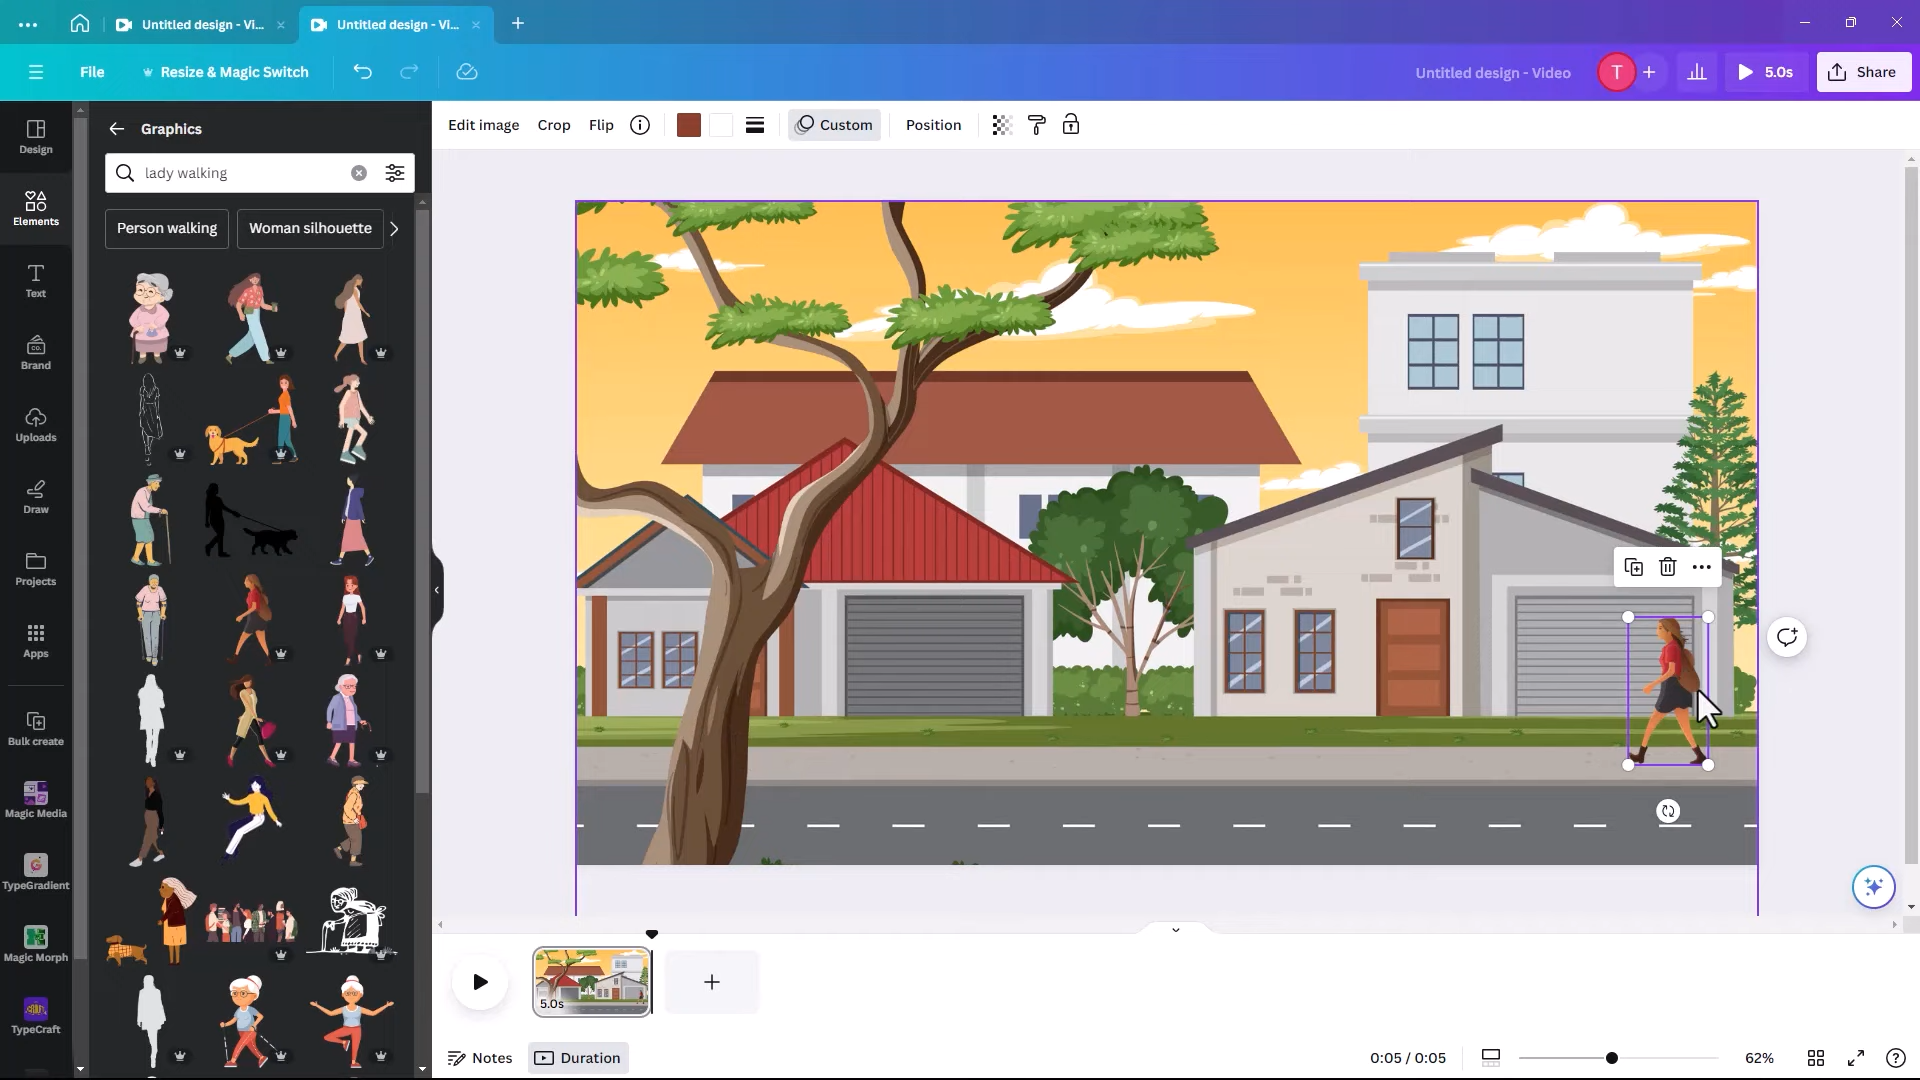 Untitled design - Vi...
Untitled design - Vi...
File
Resize & Magic Switch
Untitled design - Video
T
5.0s
Share
Design
Elements
Text
Brand
CO.
Uploads
Draw
Projects
Apps
Bulk create
Magic Media
TypeGradient
Magic Morph
TypeCraft
Graphics
lady walking
Person walking
Woman silhouette
Edit image
Crop
Flip
Custom
Position
5.0s
Notes
Duration
0:05 / 0:05
62%